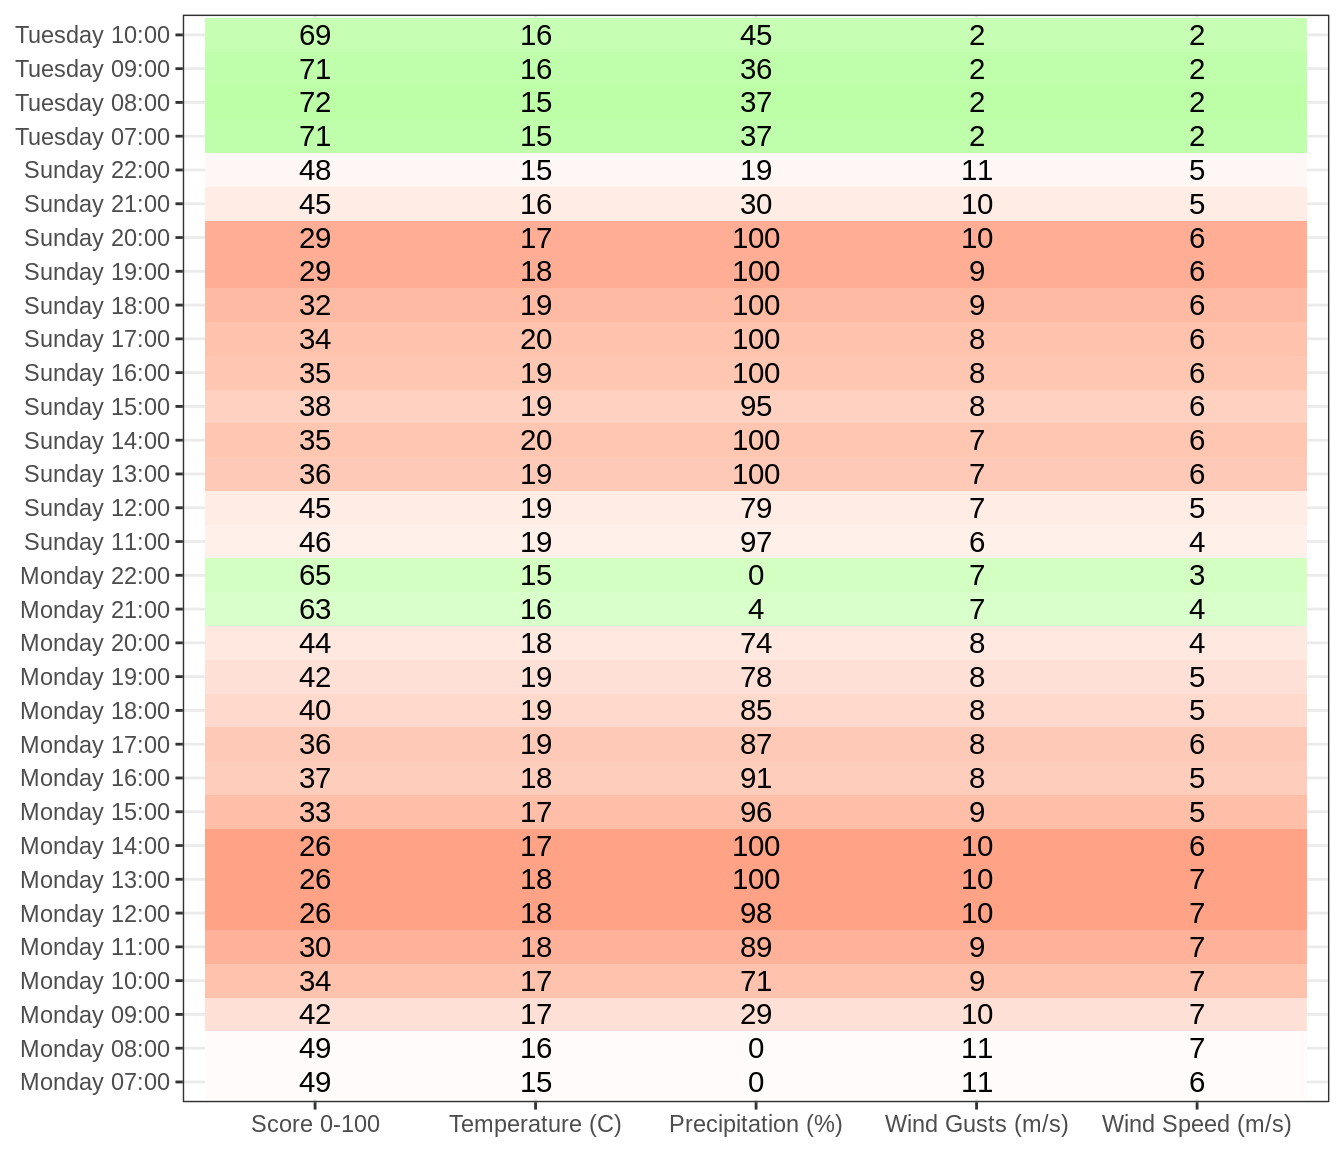 Tuesday 10:00 69 16 45 2 2
Tuesday 09:00 71 16 36 2 2
Tuesday 08:00 72 15 37 2 2
Tuesday 07:00 71 15 37 2 2
Sunday 22:00 48 15 19 11 5
Sunday 21:00 45 16 30 10 5
Sunday 20:00 29 17 100 10 6
Sunday 19:00 29 18 100 9 6
Sunday 18:00 32 19 100 9 6
Sunday 17:00 34 20 100 8 6
Sunday 16:00 35 19 100 8 6
Sunday 15:00 38 19 95 8 6
Sunday 14:00 35 20 100 7 6
Sunday 13:00 36 19 100 7 6
Sunday 12:00 45 19 79 7 5
Sunday 11:00 46 19 97 6 4
Monday 22:00 65 15 0 7 3
Monday 21:00 63 16 4 7 4
Monday 20:00 44 18 74 8 4
Monday 19:00 42 19 78 8 5
Monday 18:00 40 19 85 8 5
Monday 17:00 36 19 87 8 6
Monday 16:00 37 18 91 8 5
Monday 15:00 33 17 96 9 5
Monday 14:00 26 17 100 10 6
Monday 13:00 26 18 100 10 7
Monday 12:00 26 18 98 10 7
Monday 11:00 30 18 89 9 7
Monday 10:00 34 17 71 9 7
Monday 09:00 42 17 29 10 7
Monday 08:00 49 16 0 11 7
Monday 07:00 49 15 0 11 6
Score 0-100 Temperature (C) Precipitation (%) Wind Gusts (m/s) Wind Speed (m/s)